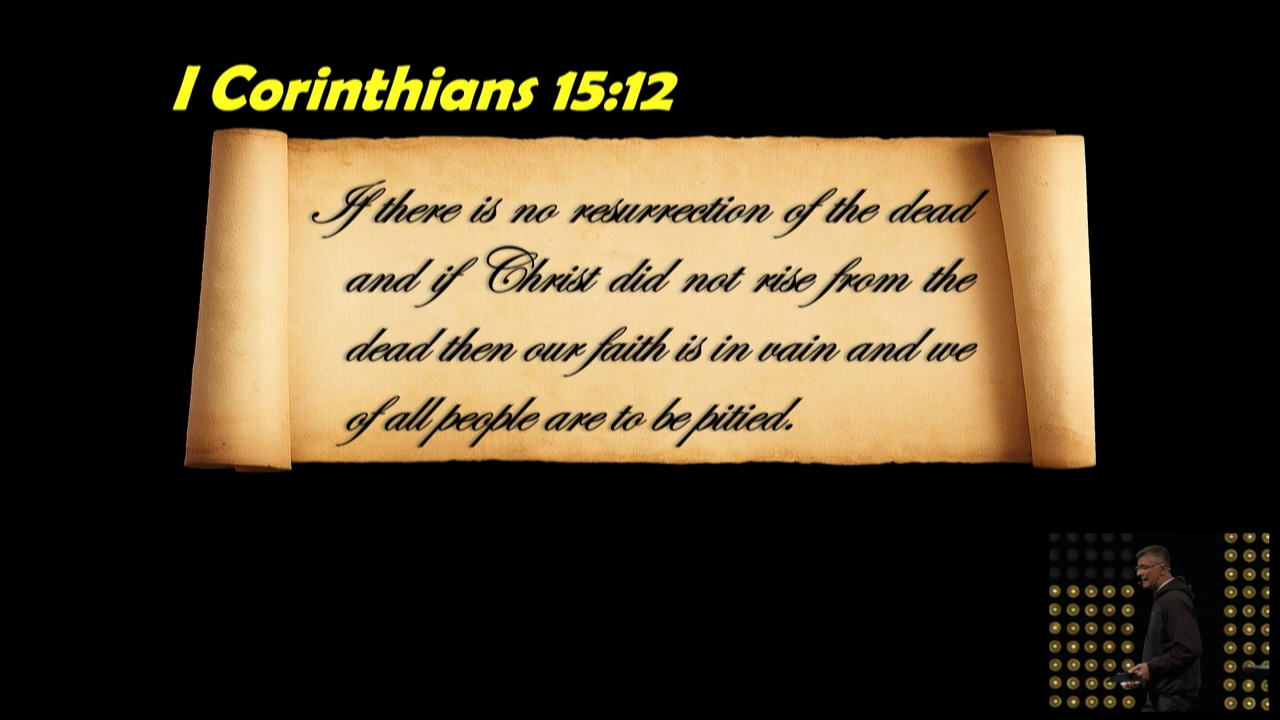 I Corinthians 15:12
If there is no resurrection of the dead
and if Christ did not rise from the
dead then our faith is in vain and we
of all people are to be pitied.